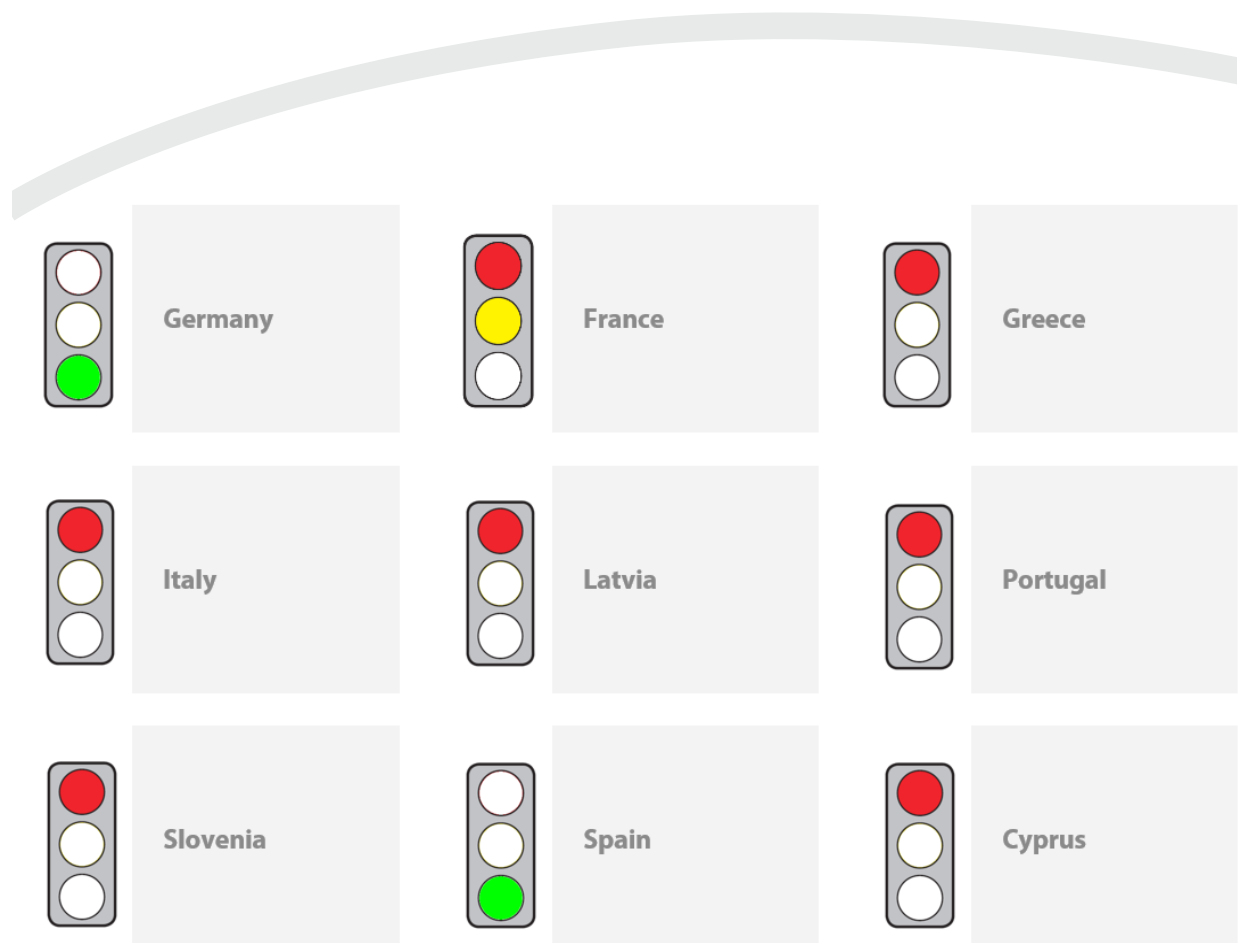 Germany
France
Greece
Italy
Latvia
Portugal
Slovenia
Spain
Cyprus